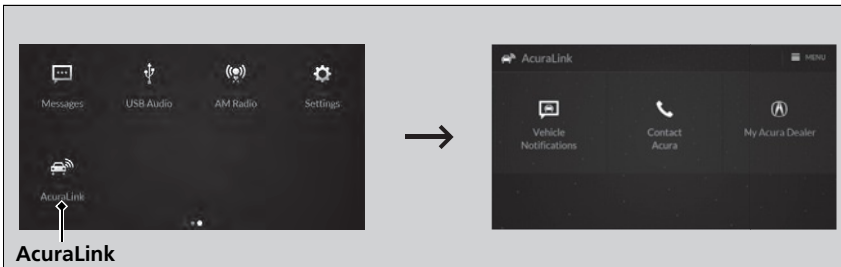 Messages
USB Audio
AM Radio
Settings
AcuraLink
AcuraLink
AcuraLink
MENU
Vehicle
Notifications
Contact
Acura
My Acura Dealer